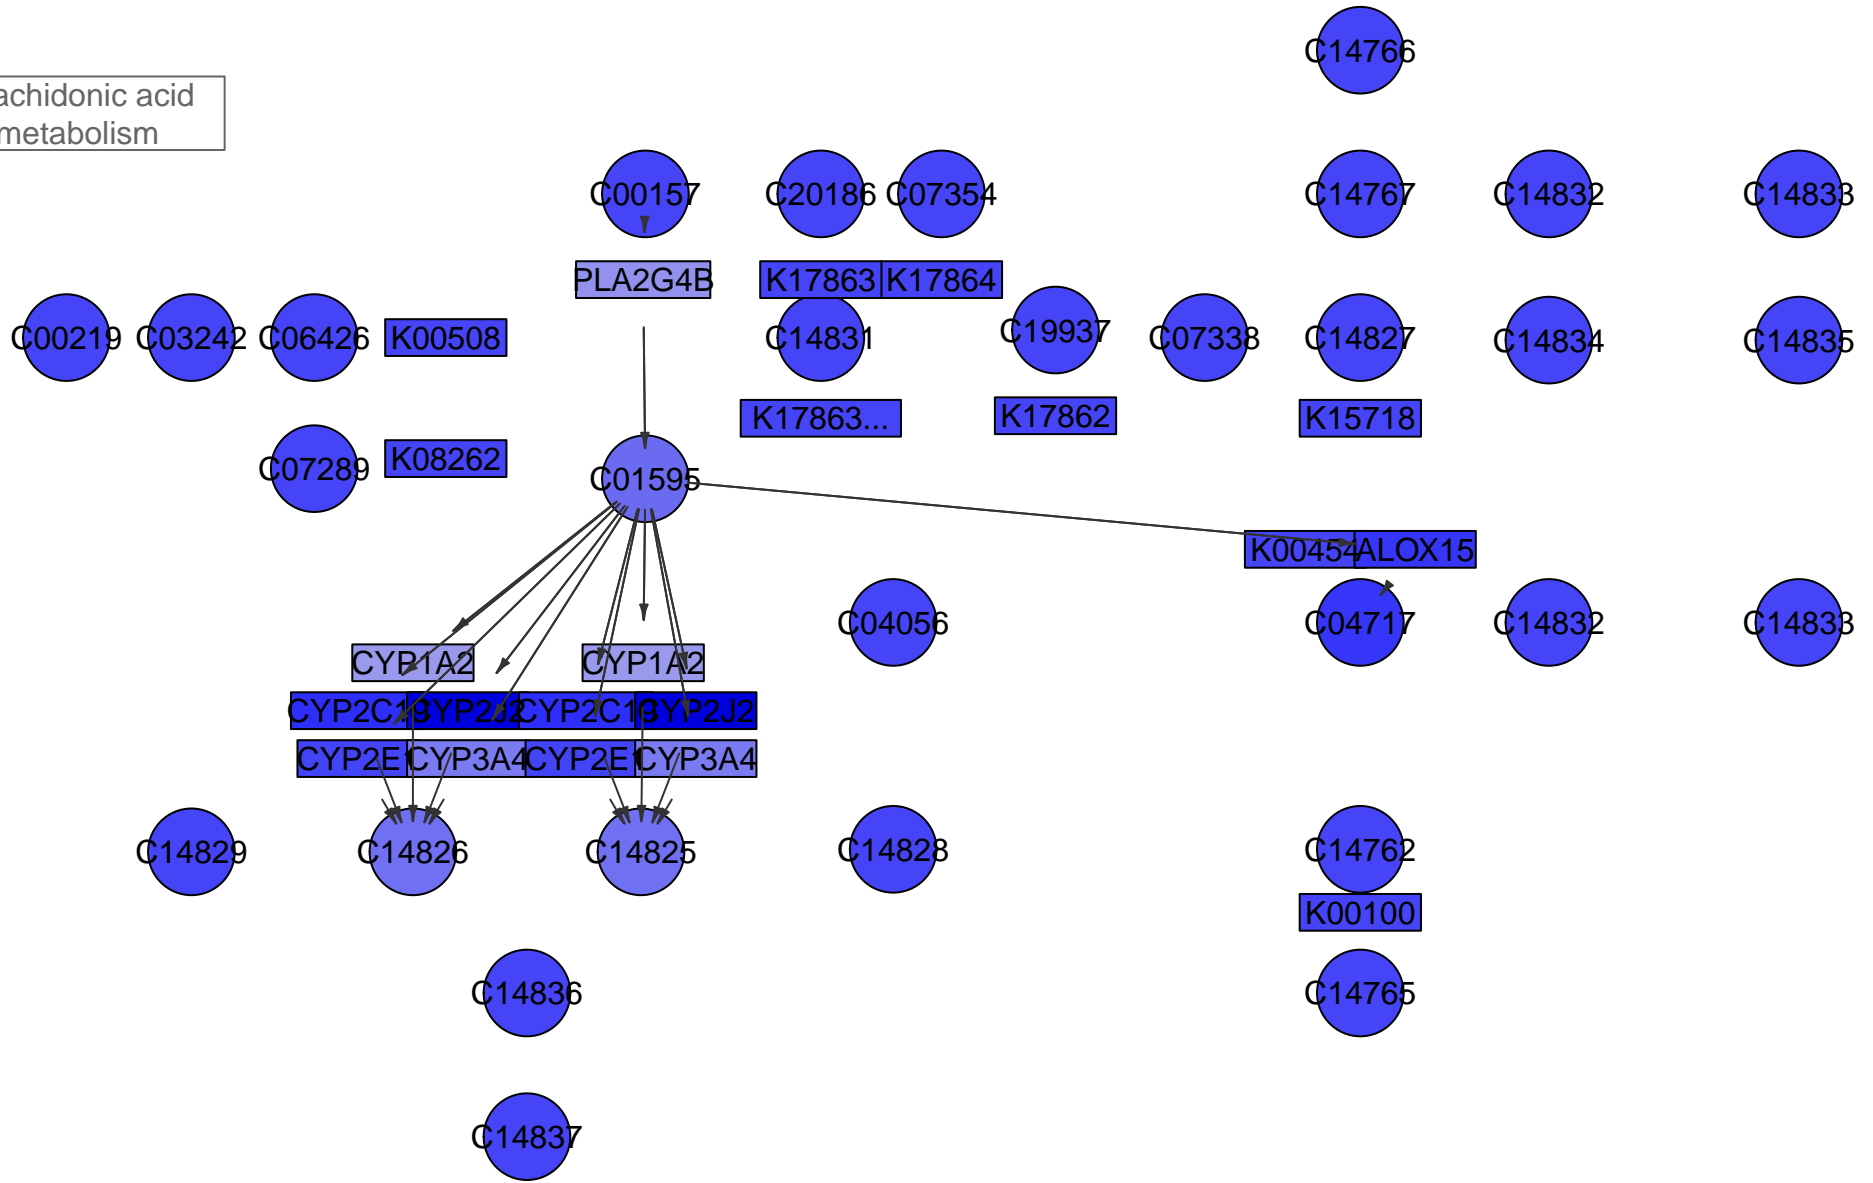 C14766
achidonic acid
metabolism
C00157
C20186
C07354
C14767
C14832
C14833
PLA2G4B
K17863
K17864
C00219
C03242
C06426
K00508
C14831
C19937
C07338
C14827
C14834
C14835
K17863...
K17862
K15718
C07289
K08262
C01595
K00454
ALOX15
C04056
C04717
C14832
C14833
CYP1A2
CYP1A2
CYP2C19
CYP2J2
CYP2C19
CYP2J2
CYP2E1
CYP3A4
CYP2E1
CYP3A4
C14829
C14826
C14825
C14828
C14762
K00100
C14836
C14765
C14837